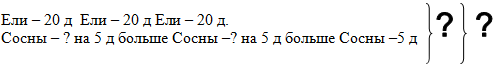 Ели – 20 д  Ели – 20 д Ели – 20 д.
Сосны – ? на 5 д больше Сосны –? на 5 д больше Сосны –5 д } ? } ?